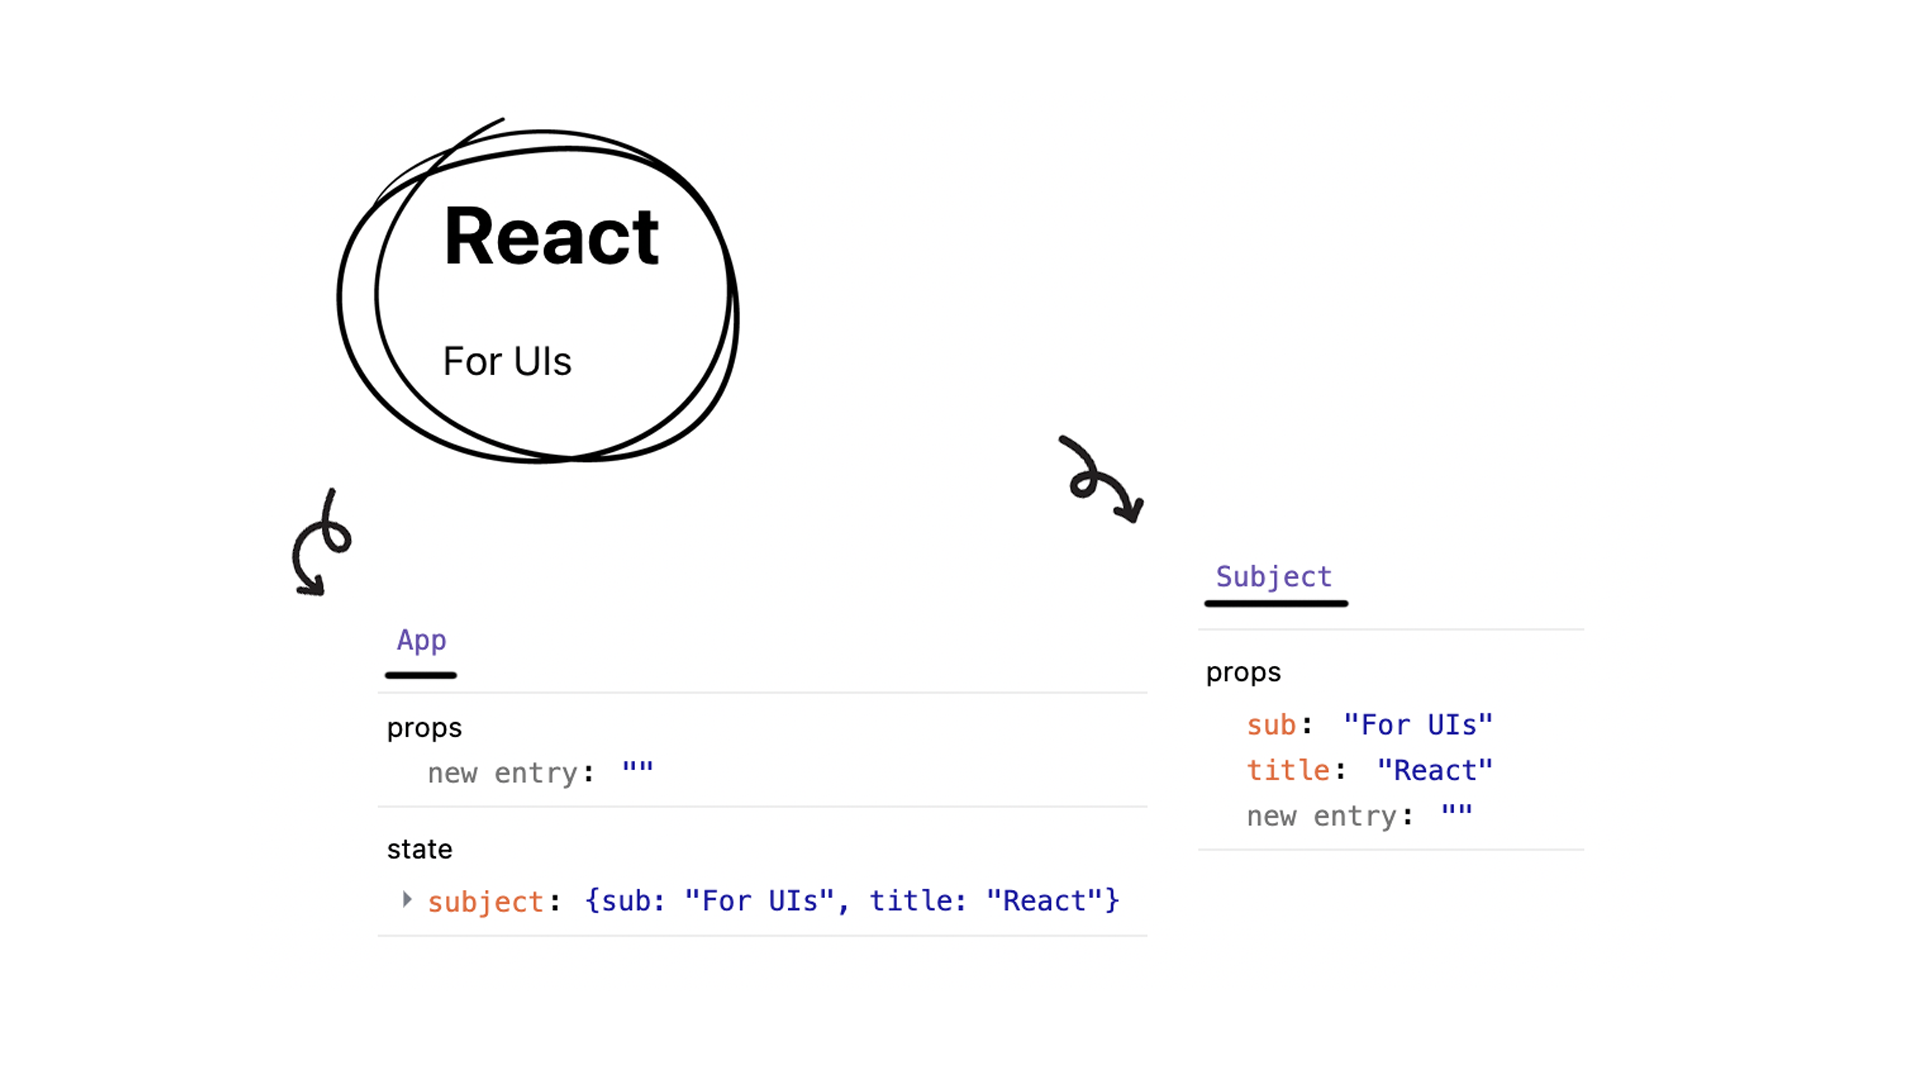 React
For UIs
App
props
new entry: ""
state
subject: {sub: "For UIs", title: "React"}
Subject
props
sub: "For UIs"
title: "React"
new entry: ""